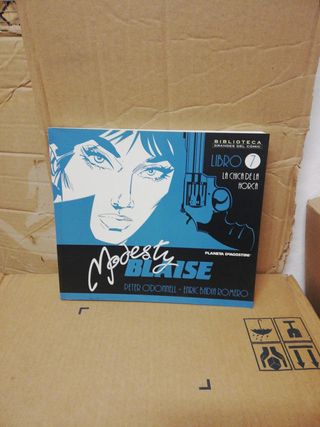 BIBLIOTECA
GRANDES DEL CÓMIC
LIBRO 7
LA CHICA DE LA
HORCA
PLANETA DEAGOSTINI
Modesty
BLAISE
PETER O'DONNELL - ENRIC BADIA ROMERO